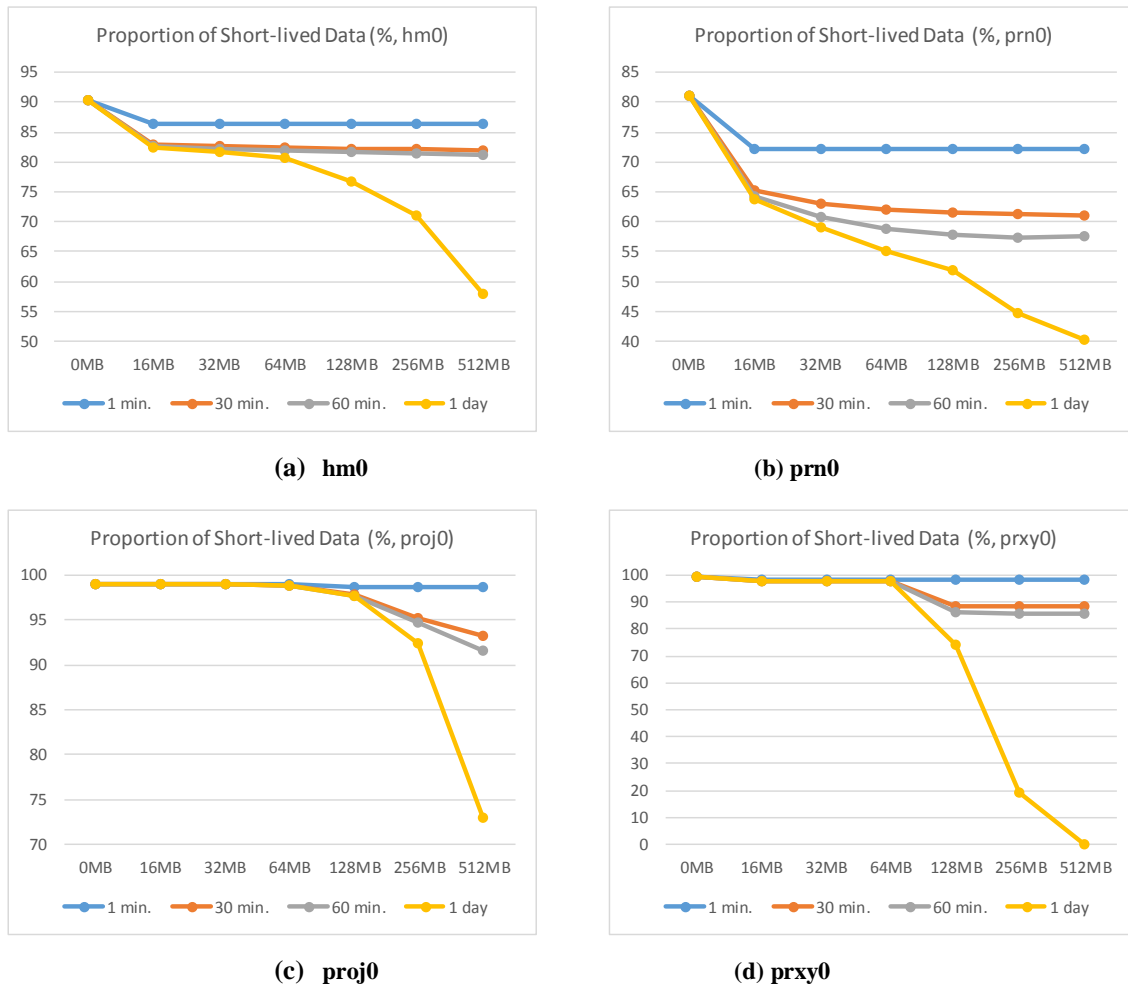 Proportion of Short-lived Data (%, hm0)
95
90
85
80
75
70
65
60
55
50
0MB 16MB 32MB 64MB 128MB 256MB 512MB
1 min. 30 min. 60 min. 1 day
(a) hm0
Proportion of Short-lived Data (%, prn0)
85
80
75
70
65
60
55
50
45
40
0MB 16MB 32MB 64MB 128MB 256MB 512MB
1 min. 30 min. 60 min. 1 day
(b) prn0
Proportion of Short-lived Data (%, proj0)
100
95
90
85
80
75
70
0MB 16MB 32MB 64MB 128MB 256MB 512MB
1 min. 30 min. 60 min. 1 day
(c) proj0
Proportion of Short-lived Data (%, prxy0)
100
90
80
70
60
50
40
30
20
10
0
0MB 16MB 32MB 64MB 128MB 256MB 512MB
1 min. 30 min. 60 min. 1 day
(d) prxy0